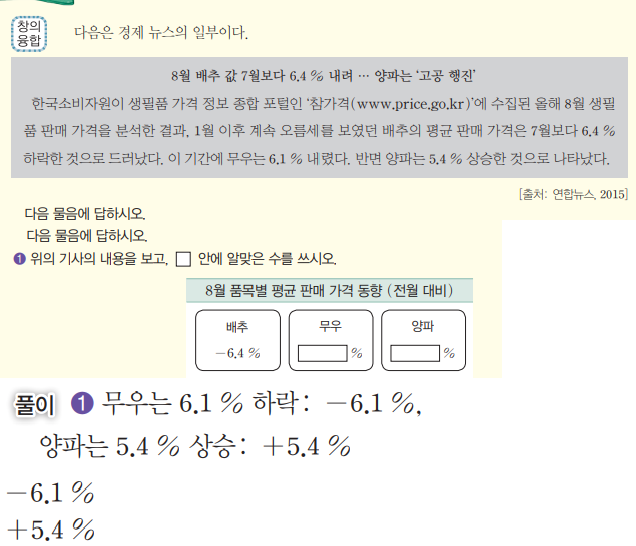 창의
융합
다음은 경제 뉴스의 일부이다.
8월 배추 값 7월보다 6.4 % 내려 … 양파는 ‘고공 행진’
한국소비자원이 생필품 가격 정보 종합 포털인 ‘참가격(www.price.go.kr)’에 수집된 올해 8월 생필
품 판매 가격을 분석한 결과, 1월 이후 계속 오름세를 보였던 배추의 평균 판매 가격은 7월보다 6.4 %
하락한 것으로 드러났다. 이 기간에 무우는 6.1 % 내렸다. 반면 양파는 5.4 % 상승한 것으로 나타났다.
[출처: 연합뉴스, 2015]
다음 물음에 답하시오.
다음 물음에 답하시오.
❶ 위의 기사의 내용을 보고, □ 안에 알맞은 수를 쓰시오.
8월 품목별 평균 판매 가격 동향 (전월 대비)
배추 무우 양파
−6.4 % □ % □ %
풀이 ❶ 무우는 6.1 % 하락: −6.1 %,
양파는 5.4 % 상승: +5.4 %
−6.1 %
+5.4 %